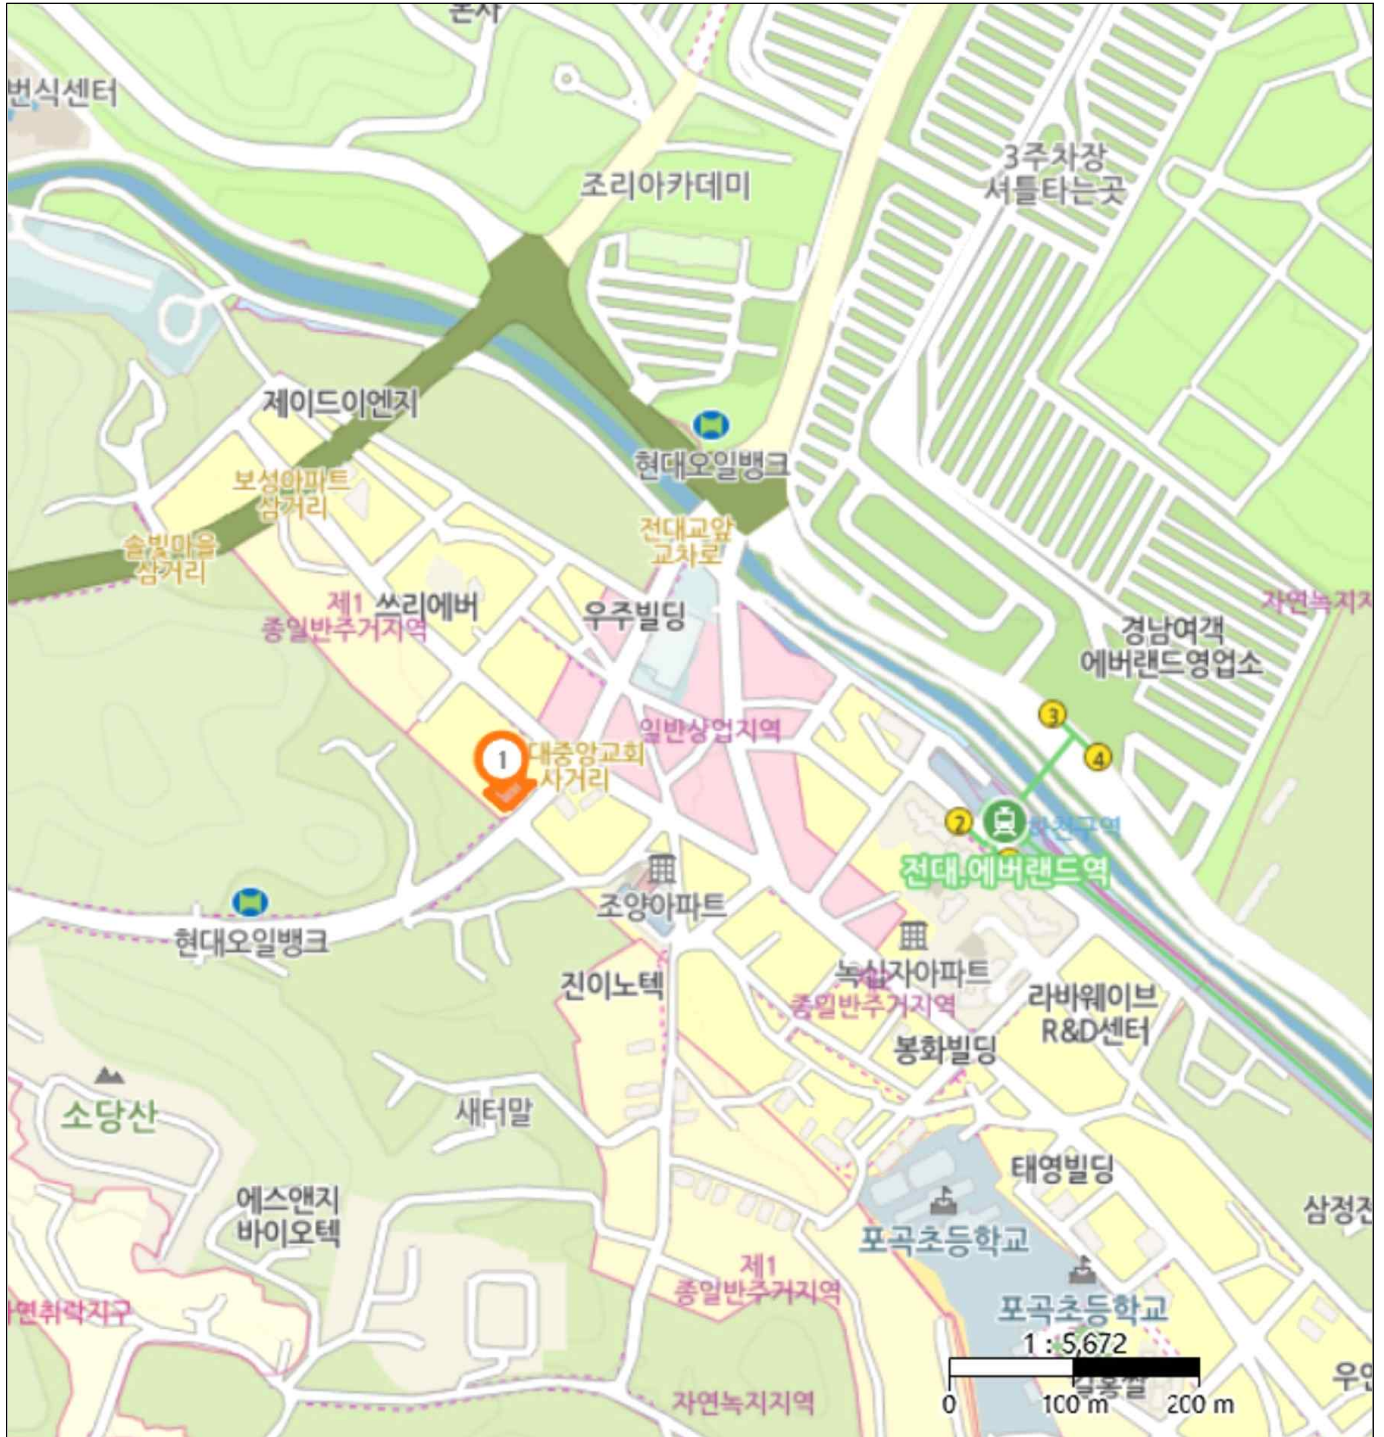 본사
번식센터
3주차장
셔틀타는곳
조리아카데미
제이드이엔지
현대오일뱅크
보성아파트
삼거리
전대교앞
교차로
솔빛마을
삼거리
자연녹지지
제1
종일반주거지역
쓰리에버
우주빌딩
경남여객
에버랜드영업소
3
일반상업지역
4
1
대중앙교회
사거리
2
전대.에버랜드역
조양아파트
현대오일뱅크
녹십자아파트
진이노텍
종일반주거지역
라바웨이브
R&D센터
봉화빌딩
소당산
새터말
태영빌딩
에스앤지
바이오텍
삼정전
포곡초등학교
제1
종일반주거지역
포곡초등학교
연취락지구
1 : 5,672
자연녹지지역
0
100 m
200 m